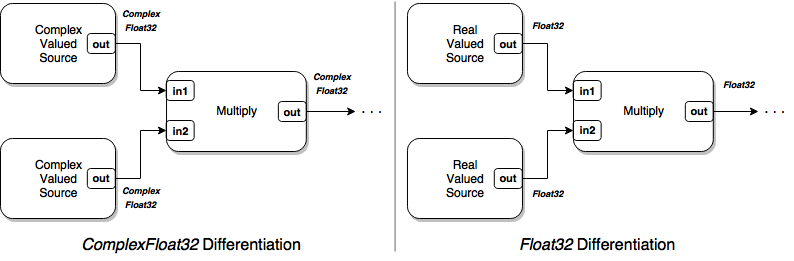 Complex
Float32
Complex
Valued
Source
out
in1
in2
Multiply
out
Complex
Float32
. . .
Complex
Valued
Source
out
Complex
Float32
ComplexFloat32 Differentiation
Float32
Real
Valued
Source
out
in1
in2
Multiply
out
Float32
. . .
Real
Valued
Source
out
Float32
Float32 Differentiation